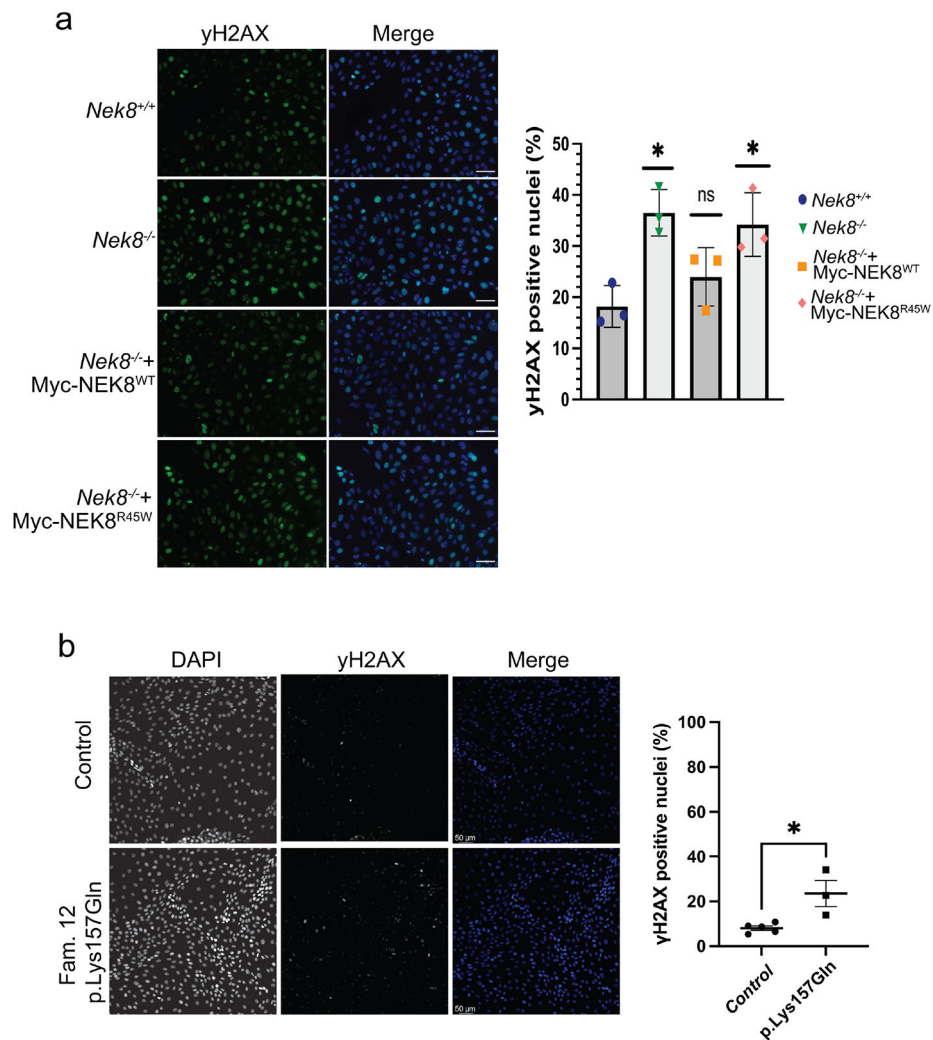 a
yH2AX
Merge
Nek8+/+
Nek8-/-
Nek8-/-+
Myc-NEK8WT
Nek8-/-+
Myc-NEK8R45W
yH2AX positive nuclei (%)
50
40
30
20
10
0
*
ns
*
Nek8+/+
Nek8-/-
Nek8-/-+
Myc-NEK8WT
Nek8-/-+
Myc-NEK8R45W
b
DAPI
yH2AX
Merge
Control
Fam. 12
p.Lys157Gln
50 µm
50 µm
γH2AX positive nuclei (%)
100
80
60
40
20
0
*
Control
p.Lys157Gln